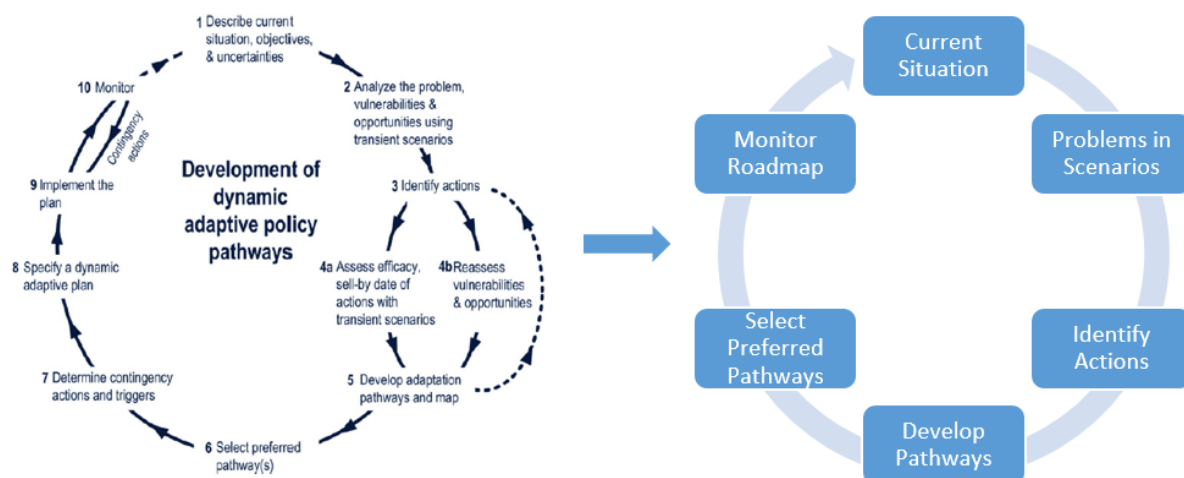 1 Describe current
situation, objectives,
& uncertainties
2 Analyze the problem,
vulnerabilities &
opportunities using
transient scenarios
3 Identify actions
4a Assess efficacy,
sell-by date of
actions with
transient scenarios
4b Reassess
vulnerabilities
& opportunities
5 Develop adaptation
pathways and map
6 Select preferred
pathway(s)
7 Determine contingency
actions and triggers
8 Specify a dynamic
adaptive plan
9 Implement the
plan
10 Monitor
Contingency
actions
Development of
dynamic
adaptive policy
pathways
Current
Situation
Problems in
Scenarios
Identify
Actions
Develop
Pathways
Select
Preferred
Pathways
Monitor
Roadmap